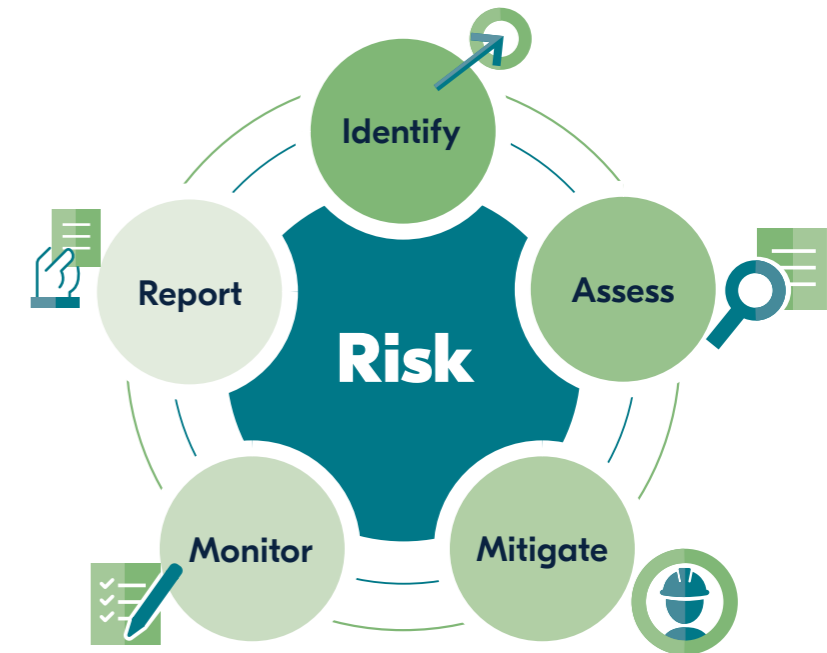 Identify
Assess
Mitigate
Monitor
Report
Risk